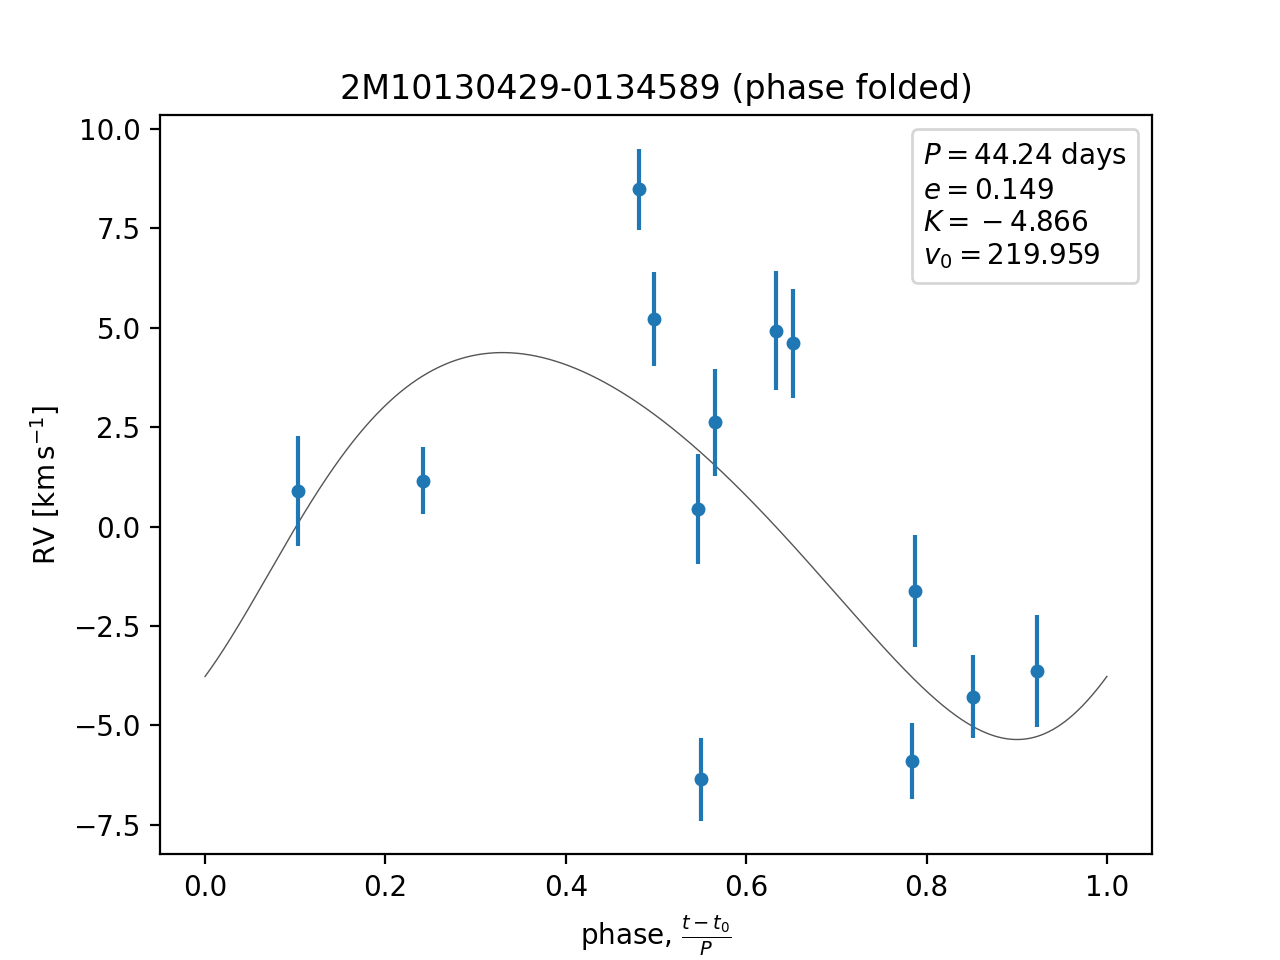 2M10130429-0134589 (phase folded)
P = 44.24 days
e = 0.149
K = −4.866
v₀ = 219.959
10.0
7.5
5.0
2.5
0.0
−2.5
−5.0
−7.5
RV [km s⁻¹]
0.0 0.2 0.4 0.6 0.8 1.0
phase, (t − t₀)/P